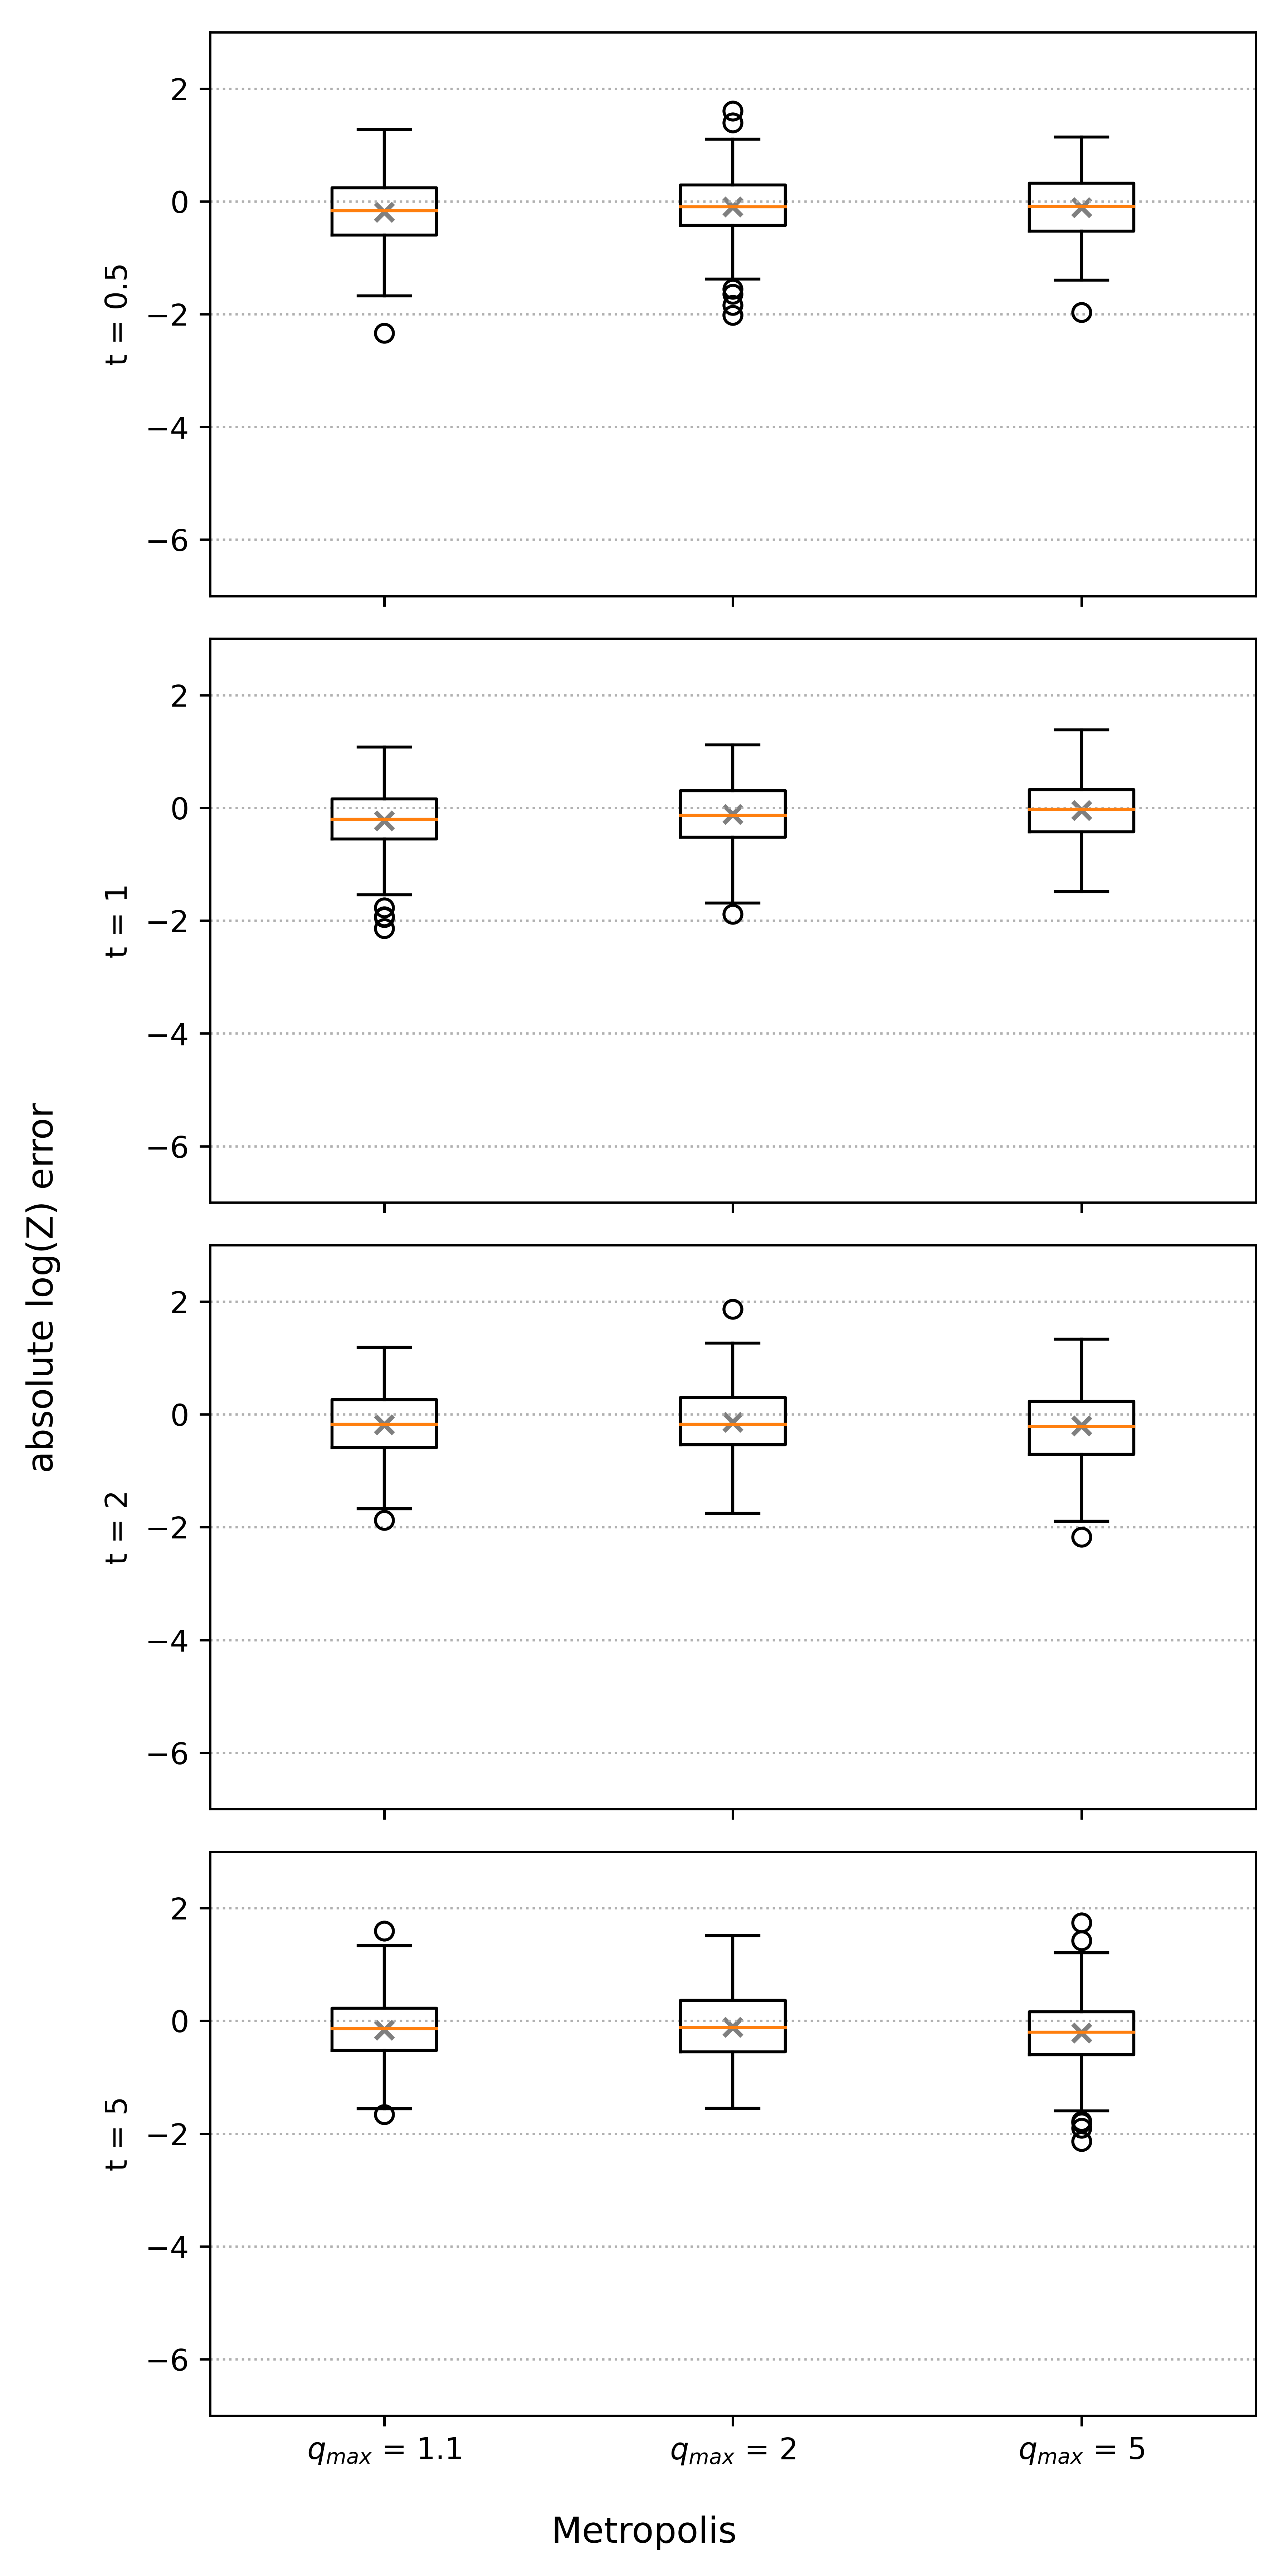 absolute log(Z) error
t = 0.5
2
0
−2
−4
−6
t = 1
2
0
−2
−4
−6
t = 2
2
0
−2
−4
−6
t = 5
2
0
−2
−4
−6
q_max = 1.1
q_max = 2
q_max = 5
Metropolis